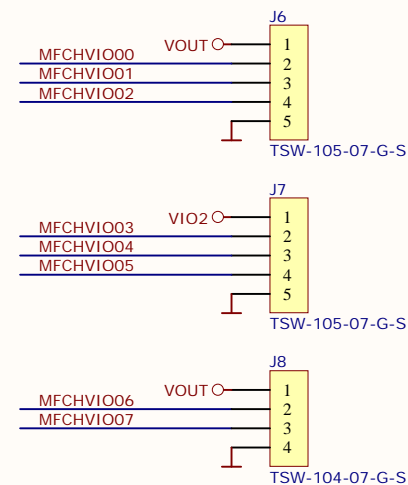 J6
VOUT 1
MFCHVIO00 2
MFCHVIO01 3
MFCHVIO02 4
5
TSW-105-07-G-S
J7
VIO2 1
MFCHVIO03 2
MFCHVIO04 3
MFCHVIO05 4
5
TSW-105-07-G-S
J8
VOUT 1
MFCHVIO06 2
MFCHVIO07 3
4
TSW-104-07-G-S